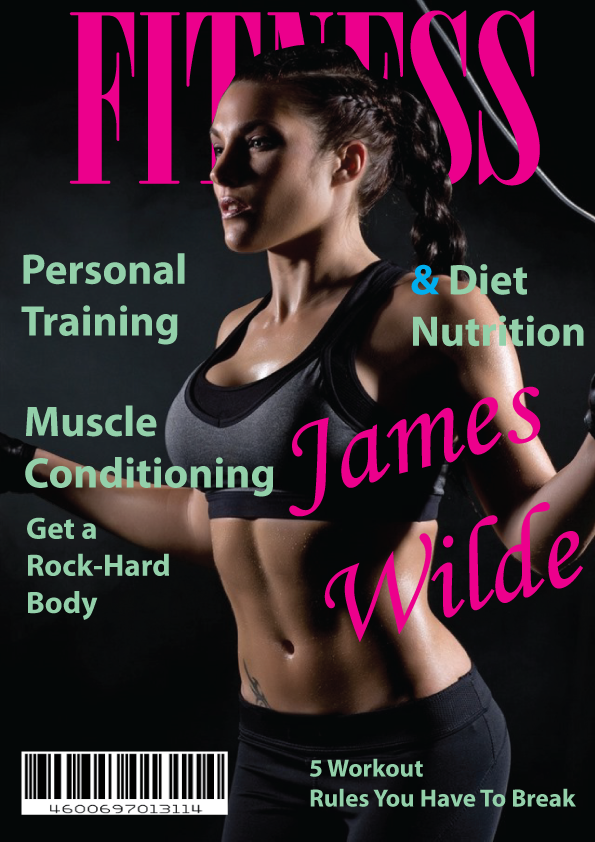 FITNESS
Personal
Training
& Diet
Nutrition
James
Wilde
Muscle
Conditioning
Get a
Rock-Hard
Body
5 Workout
Rules You Have To Break
4600697013114